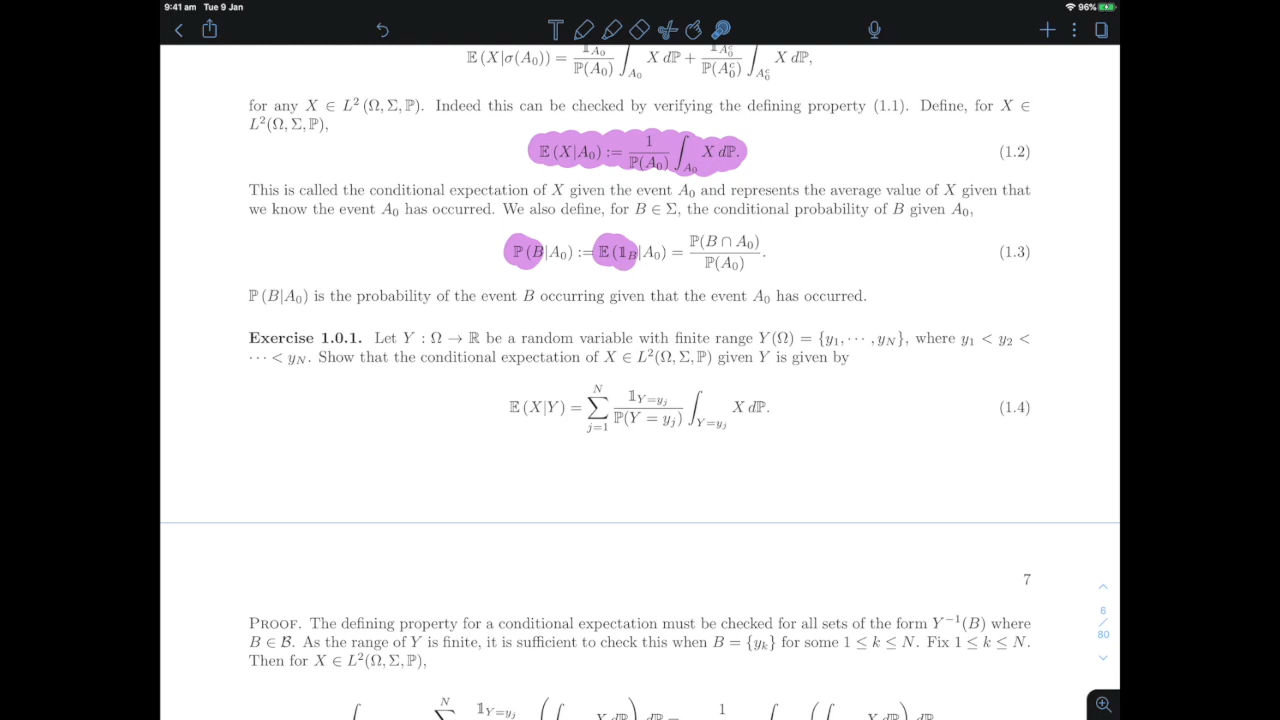 9:41 am Tue 9 Jan
96%
𝔼 (X|σ(A₀)) = 𝟙_{A₀} / ℙ(A₀) ∫_{A₀} X dℙ + 𝟙_{A₀ᶜ} / ℙ(A₀ᶜ) ∫_{A₀ᶜ} X dℙ,
for any X ∈ L² (Ω, Σ, ℙ). Indeed this can be checked by verifying the defining property (1.1). Define, for X ∈
L²(Ω, Σ, ℙ),
𝔼 (X|A₀) := 1 / ℙ(A₀) ∫_{A₀} X dℙ. (1.2)
This is called the conditional expectation of X given the event A₀ and represents the average value of X given that
we know the event A₀ has occurred. We also define, for B ∈ Σ, the conditional probability of B given A₀,
ℙ (B|A₀) := 𝔼 (𝟙_B|A₀) = ℙ(B ∩ A₀) / ℙ(A₀). (1.3)
ℙ (B|A₀) is the probability of the event B occurring given that the event A₀ has occurred.
Exercise 1.0.1. Let Y : Ω → ℝ be a random variable with finite range Y(Ω) = {y₁, ⋯ , y_N}, where y₁ < y₂ <
⋯ < y_N. Show that the conditional expectation of X ∈ L²(Ω, Σ, ℙ) given Y is given by
𝔼 (X|Y) = ∑_{j=1}^{N} 𝟙_{Y=y_j} / ℙ(Y = y_j) ∫_{Y=y_j} X dℙ. (1.4)
7
6
/
80
Proof. The defining property for a conditional expectation must be checked for all sets of the form Y⁻¹(B) where
B ∈ ℬ. As the range of Y is finite, it is sufficient to check this when B = {y_k} for some 1 ≤ k ≤ N. Fix 1 ≤ k ≤ N.
Then for X ∈ L²(Ω, Σ, ℙ),